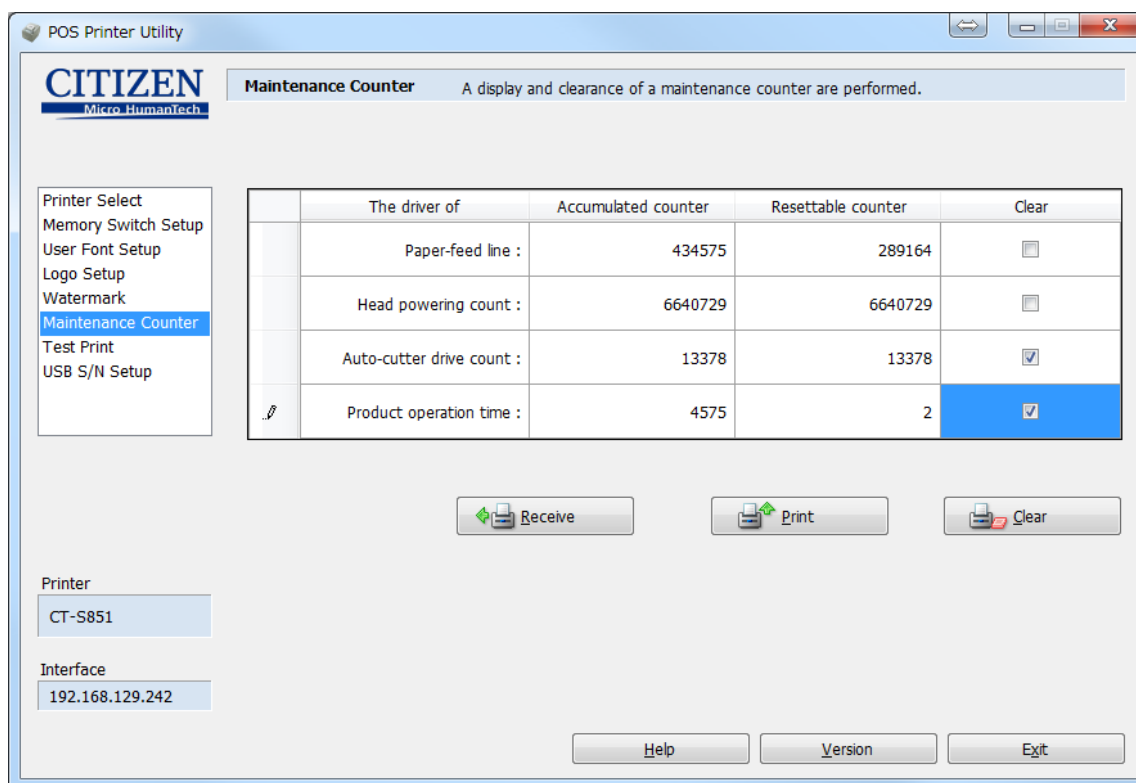 POS Printer Utility
CITIZEN
Micro HumanTech
Maintenance Counter A display and clearance of a maintenance counter are performed.
Printer Select
Memory Switch Setup
User Font Setup
Logo Setup
Watermark
Maintenance Counter
Test Print
USB S/N Setup
The driver of Accumulated counter Resettable counter Clear
Paper-feed line : 434575 289164
Head powering count : 6640729 6640729
Auto-cutter drive count : 13378 13378
Product operation time : 4575 2
Receive Print Clear
Printer
CT-S851
Interface
192.168.129.242
Help Version Exit